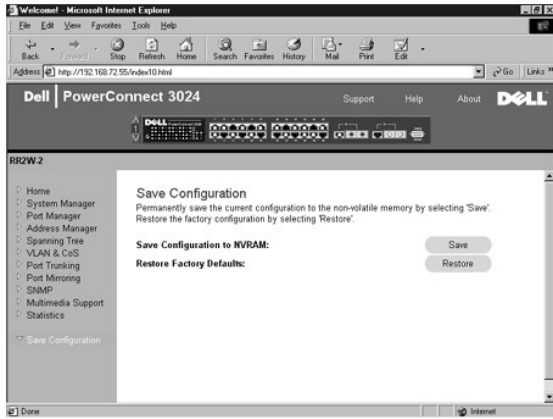 Welcome! - Microsoft Internet Explorer
File Edit View Favorites Tools Help
Back Forward Stop Refresh Home Search Favorites History Mail Print Edit
Address http://192.168.72.55/index10.html Go Links »
Dell | PowerConnect 3024 Support Help About DELL
DELL
RR2W-2
Home
System Manager
Port Manager
Address Manager
Spanning Tree
VLAN & CoS
Port Trunking
Port Mirroring
SNMP
Multimedia Support
Statistics
Save Configuration
Save Configuration
Permanently save the current configuration to the non-volatile memory by selecting 'Save'.
Restore the factory configuration by selecting 'Restore'.
Save Configuration to NVRAM: Save
Restore Factory Defaults: Restore
Done Internet